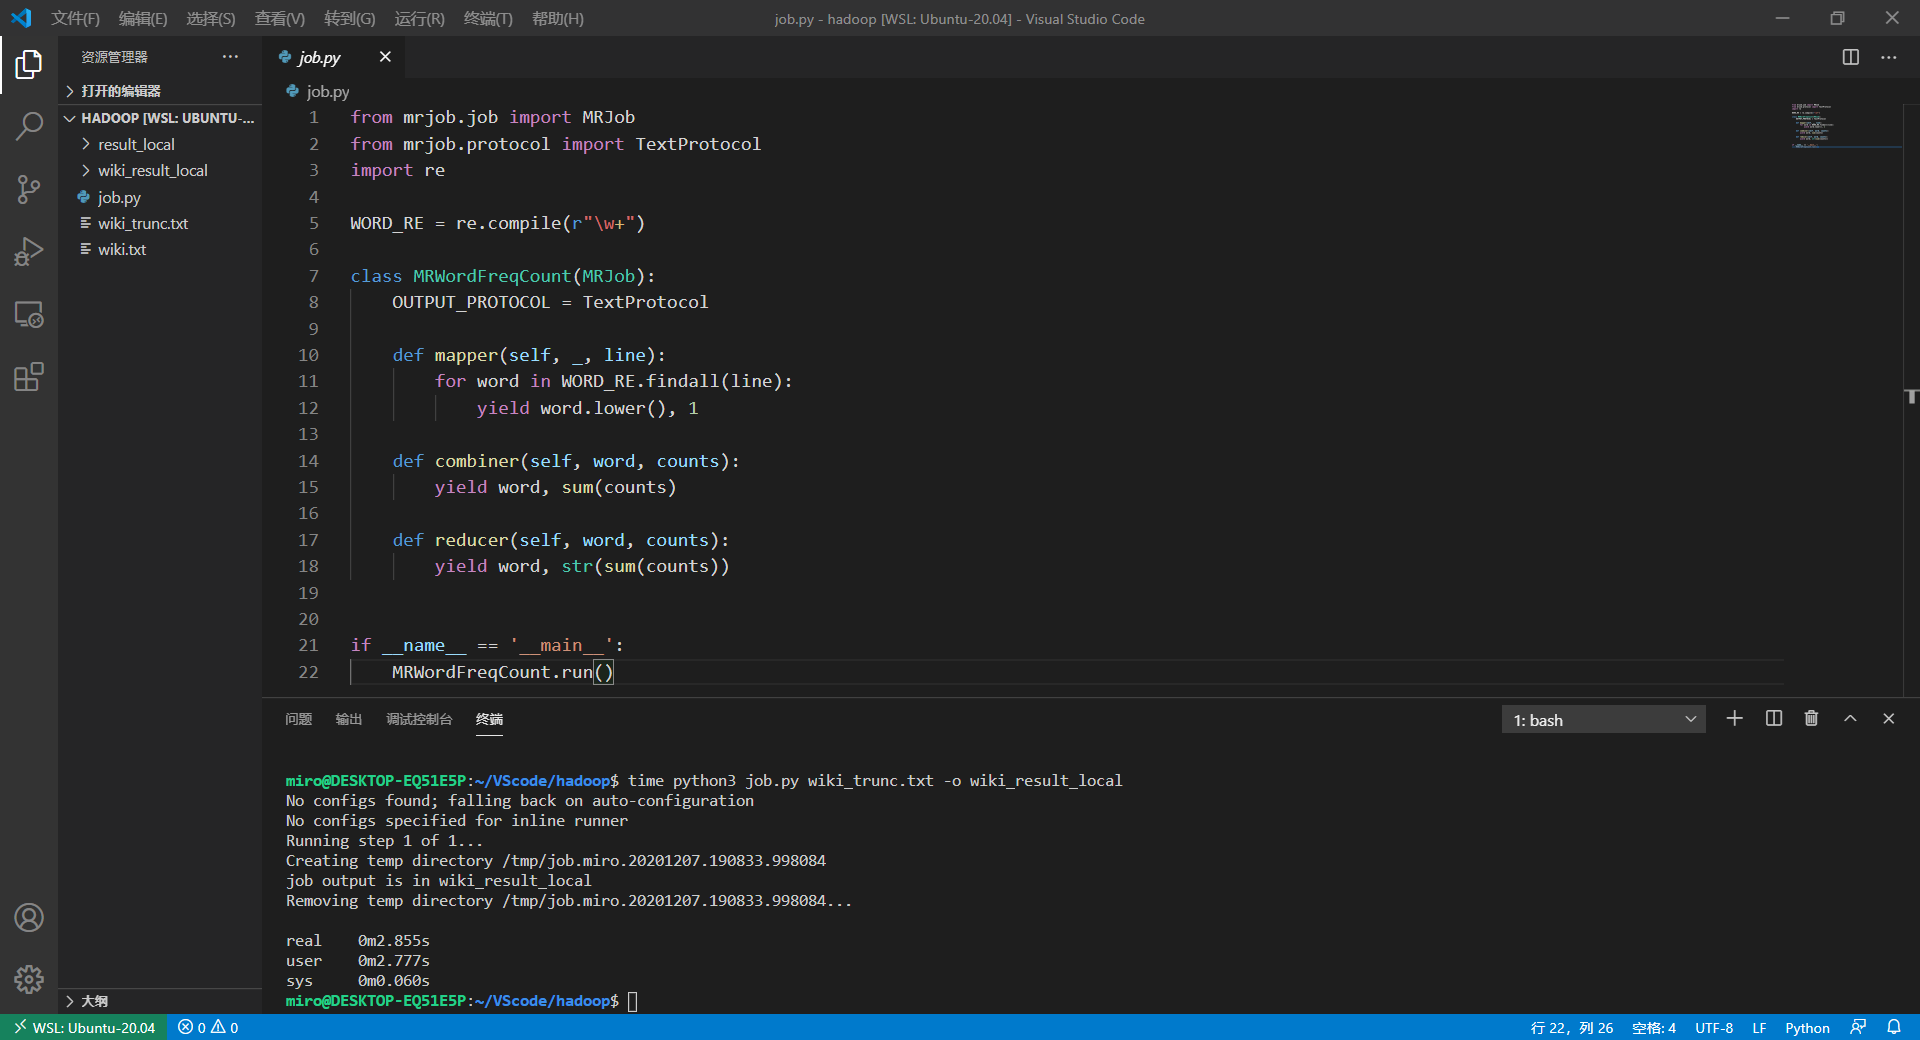 文件(F) 编辑(E) 选择(S) 查看(V) 转到(G) 运行(R) 终端(T) 帮助(H) job.py - hadoop [WSL: Ubuntu-20.04] - Visual Studio Code
资源管理器
打开的编辑器
HADOOP [WSL: UBUNTU-...
result_local
wiki_result_local
job.py
wiki_trunc.txt
wiki.txt
大纲
job.py
job.py
1 from mrjob.job import MRJob
2 from mrjob.protocol import TextProtocol
3 import re
4
5 WORD_RE = re.compile(r"\w+")
6
7 class MRWordFreqCount(MRJob):
8     OUTPUT_PROTOCOL = TextProtocol
9
10     def mapper(self, _, line):
11         for word in WORD_RE.findall(line):
12             yield word.lower(), 1
13
14     def combiner(self, word, counts):
15         yield word, sum(counts)
16
17     def reducer(self, word, counts):
18         yield word, str(sum(counts))
19
20
21 if __name__ == '__main__':
22     MRWordFreqCount.run()
问题 输出 调试控制台 终端 1: bash
miro@DESKTOP-EQ51E5P:~/VScode/hadoop$ time python3 job.py wiki_trunc.txt -o wiki_result_local
No configs found; falling back on auto-configuration
No configs specified for inline runner
Running step 1 of 1...
Creating temp directory /tmp/job.miro.20201207.190833.998084
job output is in wiki_result_local
Removing temp directory /tmp/job.miro.20201207.190833.998084...
real 0m2.855s
user 0m2.777s
sys 0m0.060s
miro@DESKTOP-EQ51E5P:~/VScode/hadoop$
WSL: Ubuntu-20.04 0 0 行 22，列 26 空格: 4 UTF-8 LF Python